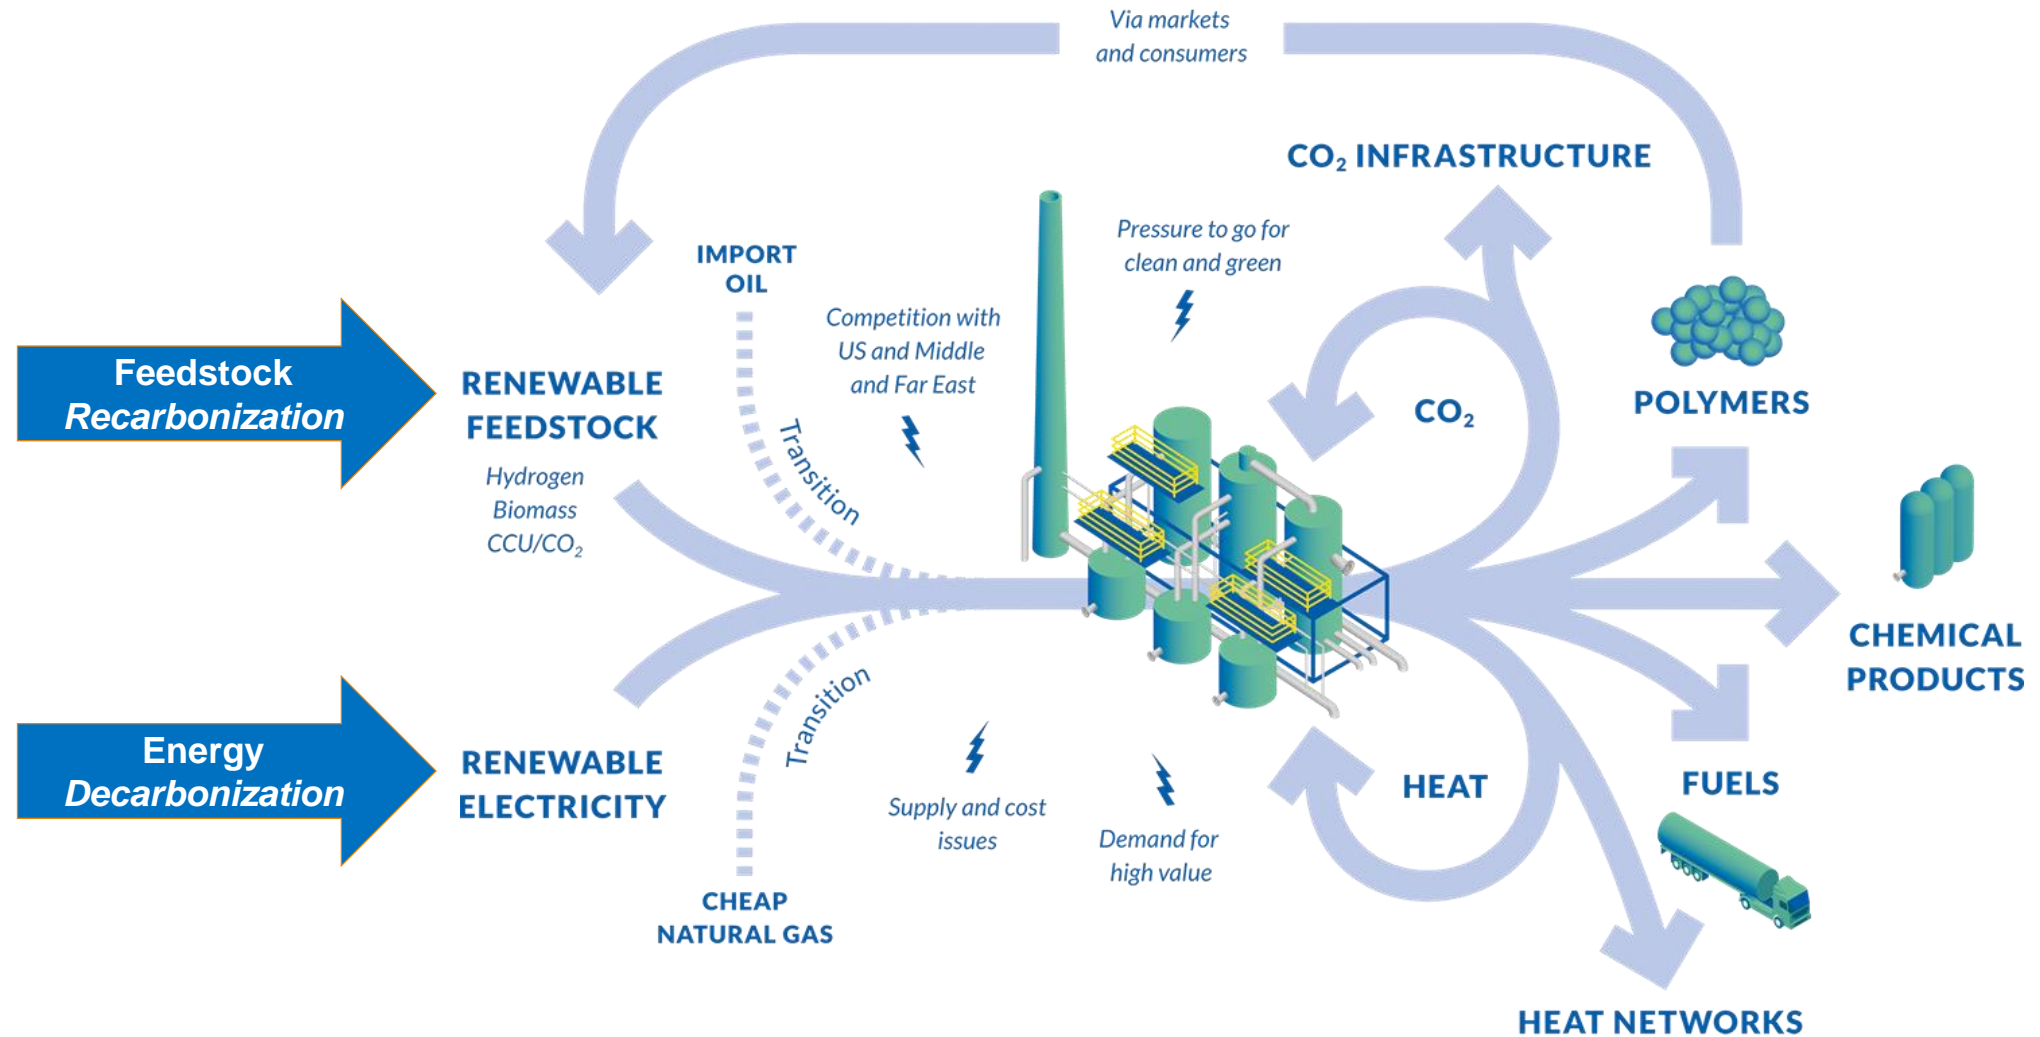 Via markets
and consumers
CO₂ INFRASTRUCTURE
Pressure to go for
clean and green
IMPORT
OIL
Competition with
US and Middle
and Far East
Feedstock
Recarbonization
RENEWABLE
FEEDSTOCK
Hydrogen
Biomass
CCU/CO₂
Transition
CO₂
POLYMERS
CHEMICAL
PRODUCTS
Energy
Decarbonization
RENEWABLE
ELECTRICITY
Transition
Supply and cost
issues
Demand for
high value
HEAT
FUELS
CHEAP
NATURAL GAS
HEAT NETWORKS